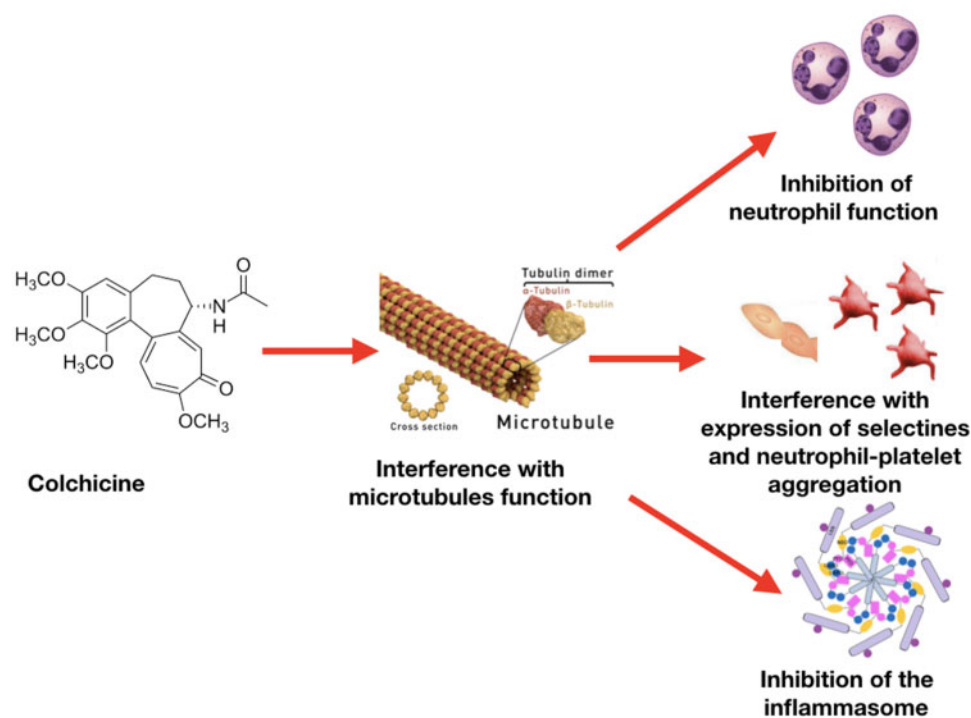 Inhibition of
neutrophil function
H₃CO
H₃CO
H₃CO
O
N
H
O
OCH₃
Colchicine
Tubulin dimer
α-Tubulin
β-Tubulin
Cross section
Microtubule
Interference with
microtubules function
Interference with
expression of selectines
and neutrophil-platelet
aggregation
Inhibition of the
inflammasome